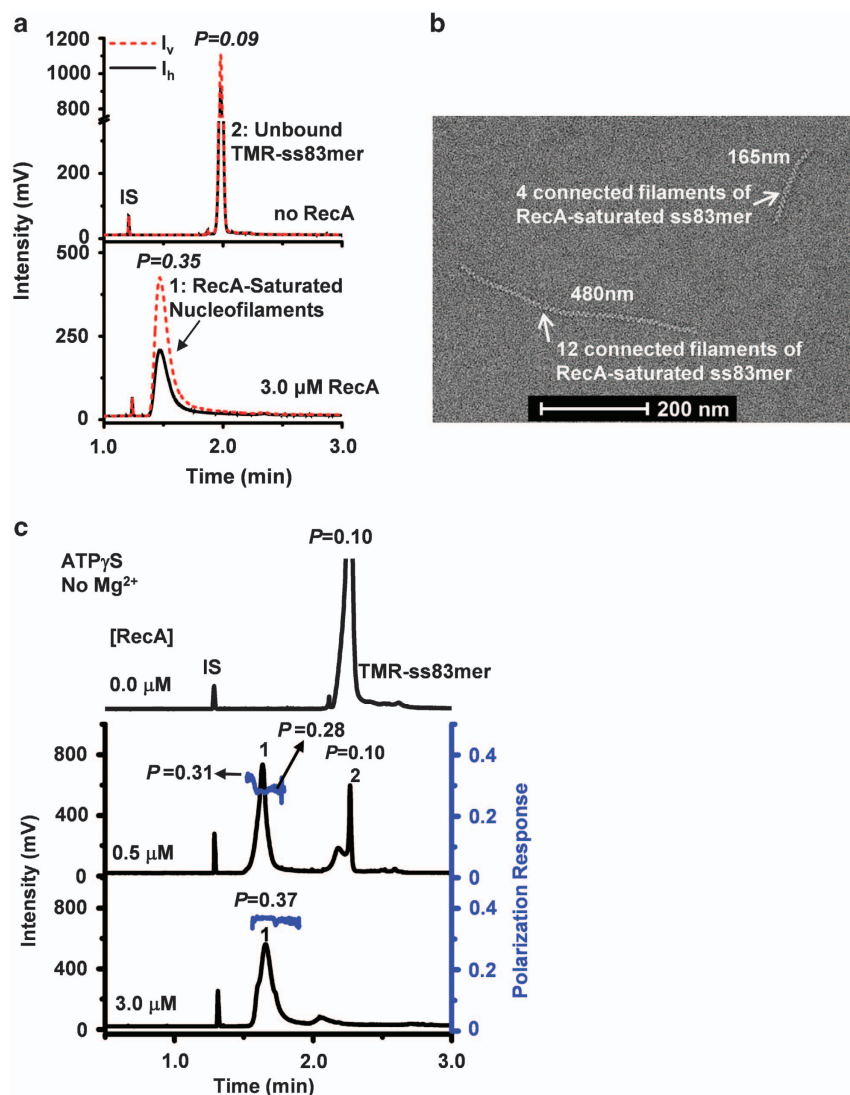 a
1200
1000
800
200
0
500
250
0
Intensity (mV)
I_v
I_h
P=0.09
2: Unbound
TMR-ss83mer
IS
no RecA
P=0.35
1: RecA-Saturated
Nucleofilaments
3.0 μM RecA
1.0 2.0 3.0
Time (min)
b
165nm
4 connected filaments of
RecA-saturated ss83mer
480nm
12 connected filaments of
RecA-saturated ss83mer
200 nm
c
ATPγS
No Mg²⁺
[RecA]
0.0 μM
IS
P=0.10
TMR-ss83mer
800
400
0
Intensity (mV)
P=0.31
1
P=0.28
P=0.10
2
0.5 μM
0.4
0.2
0
800
400
0
P=0.37
1
3.0 μM
0.4
0.2
0
Polarization Response
1.0 2.0 3.0
Time (min)